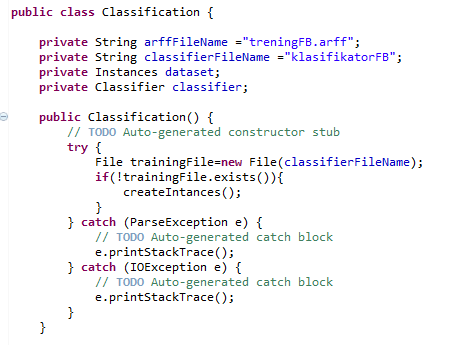 public class Classification {
private String arffFileName ="treningFB.arff";
private String classifierFileName ="klasifikatorFB";
private Instances dataset;
private Classifier classifier;
public Classification() {
// TODO Auto-generated constructor stub
try {
File trainingFile=new File(classifierFileName);
if(!trainingFile.exists()){
createIntances();
}
} catch (ParseException e) {
// TODO Auto-generated catch block
e.printStackTrace();
} catch (IOException e) {
// TODO Auto-generated catch block
e.printStackTrace();
}
}